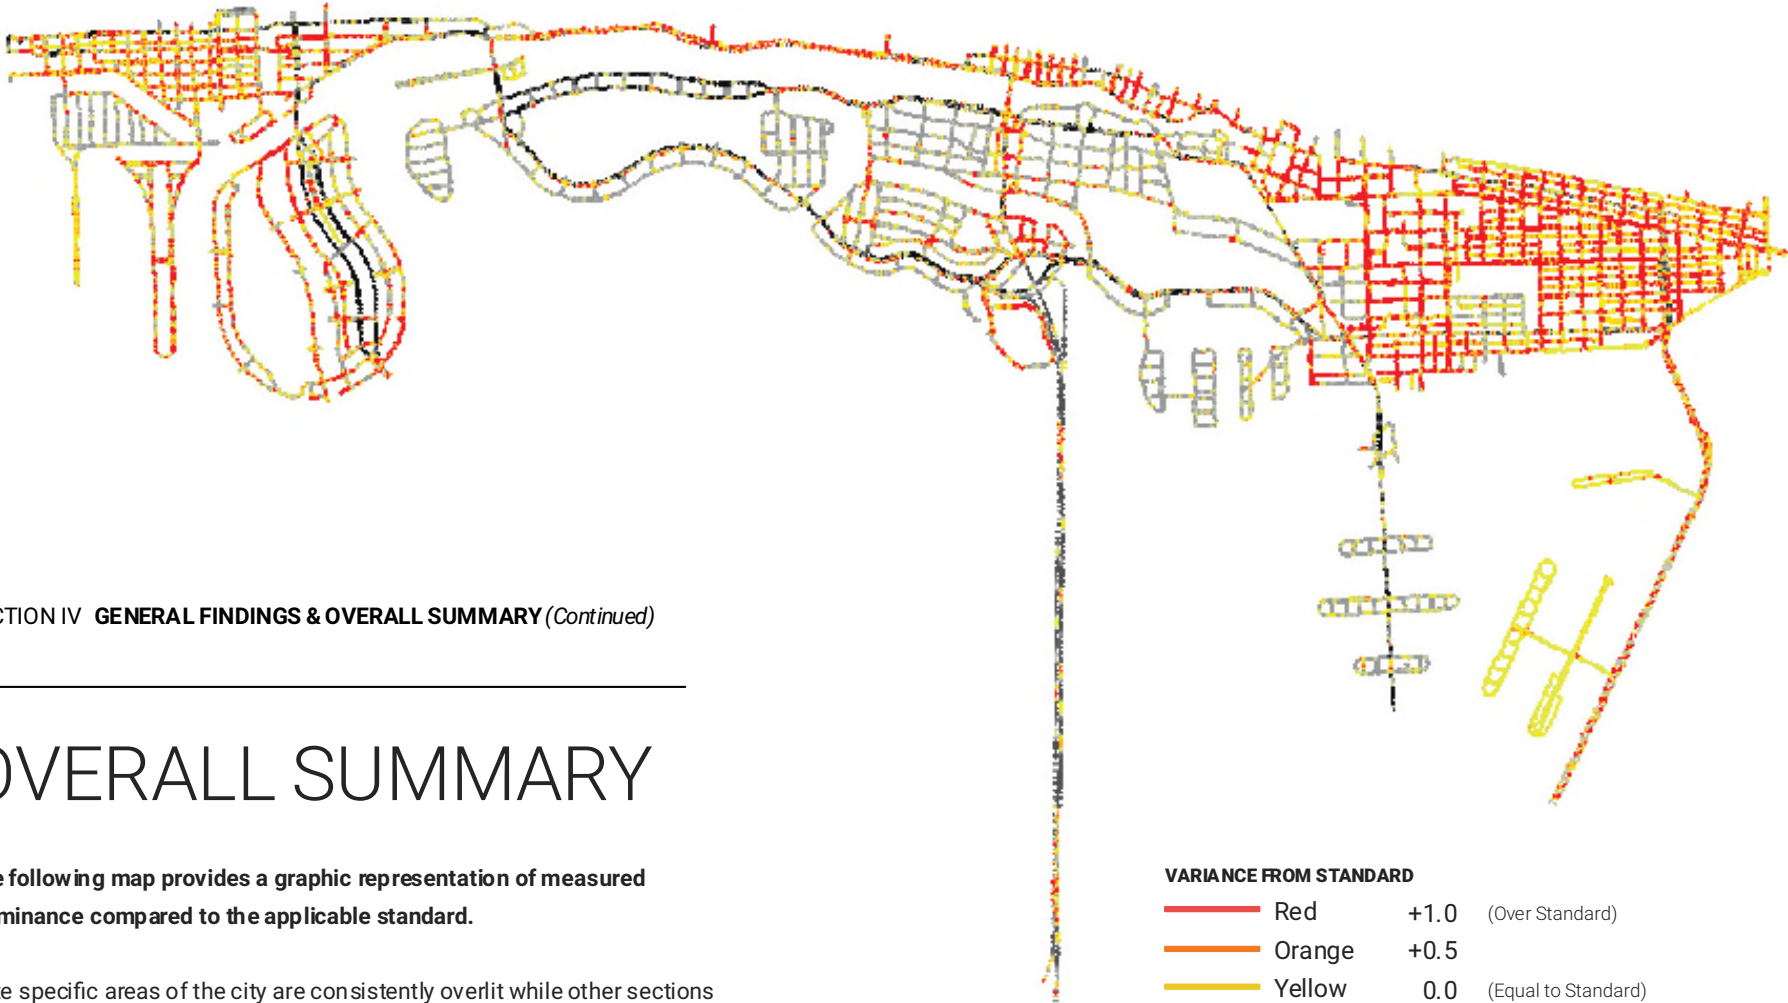 CTION IV GENERAL FINDINGS & OVERALL SUMMARY (Continued)
OVERALL SUMMARY
e following map provides a graphic representation of measured
minance compared to the applicable standard.
e specific areas of the city are consistently overlit while other sections
VARIANCE FROM STANDARD
Red +1.0 (Over Standard)
Orange +0.5
Yellow 0.0 (Equal to Standard)